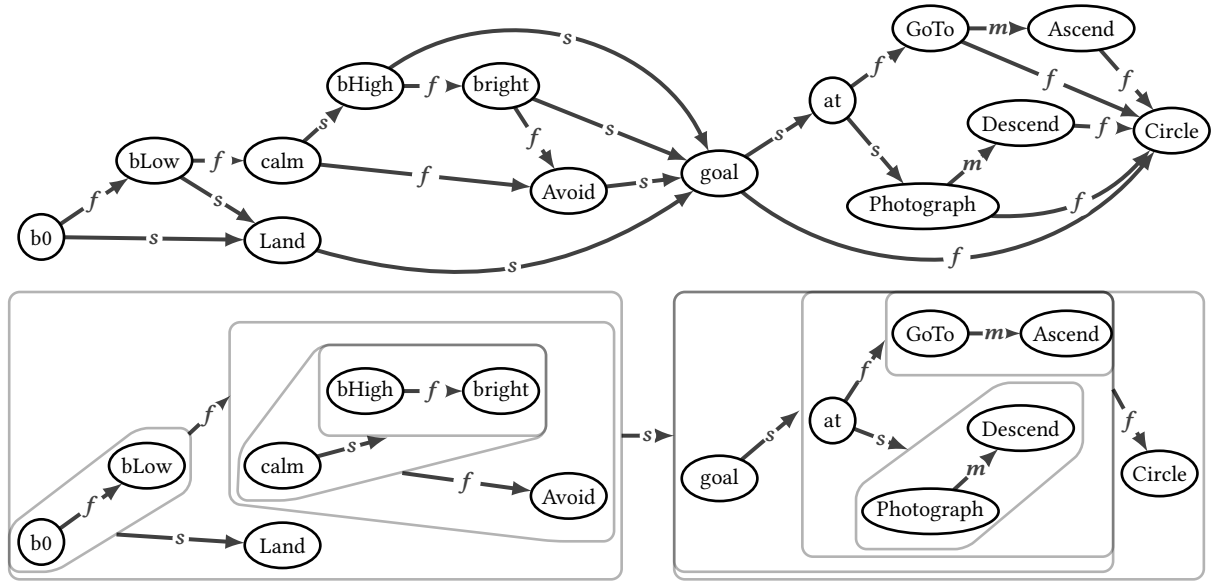 GoTo m Ascend
s
f f
bHigh f bright
at
s s s Descend f Circle
f
bLow f calm s m
f goal
f s Avoid s Photograph f
b0 s Land
s f
GoTo m Ascend
bHigh f bright f
f s s at s Descend f
bLow calm s m
f f goal Circle
Avoid Photograph
b0 s Land